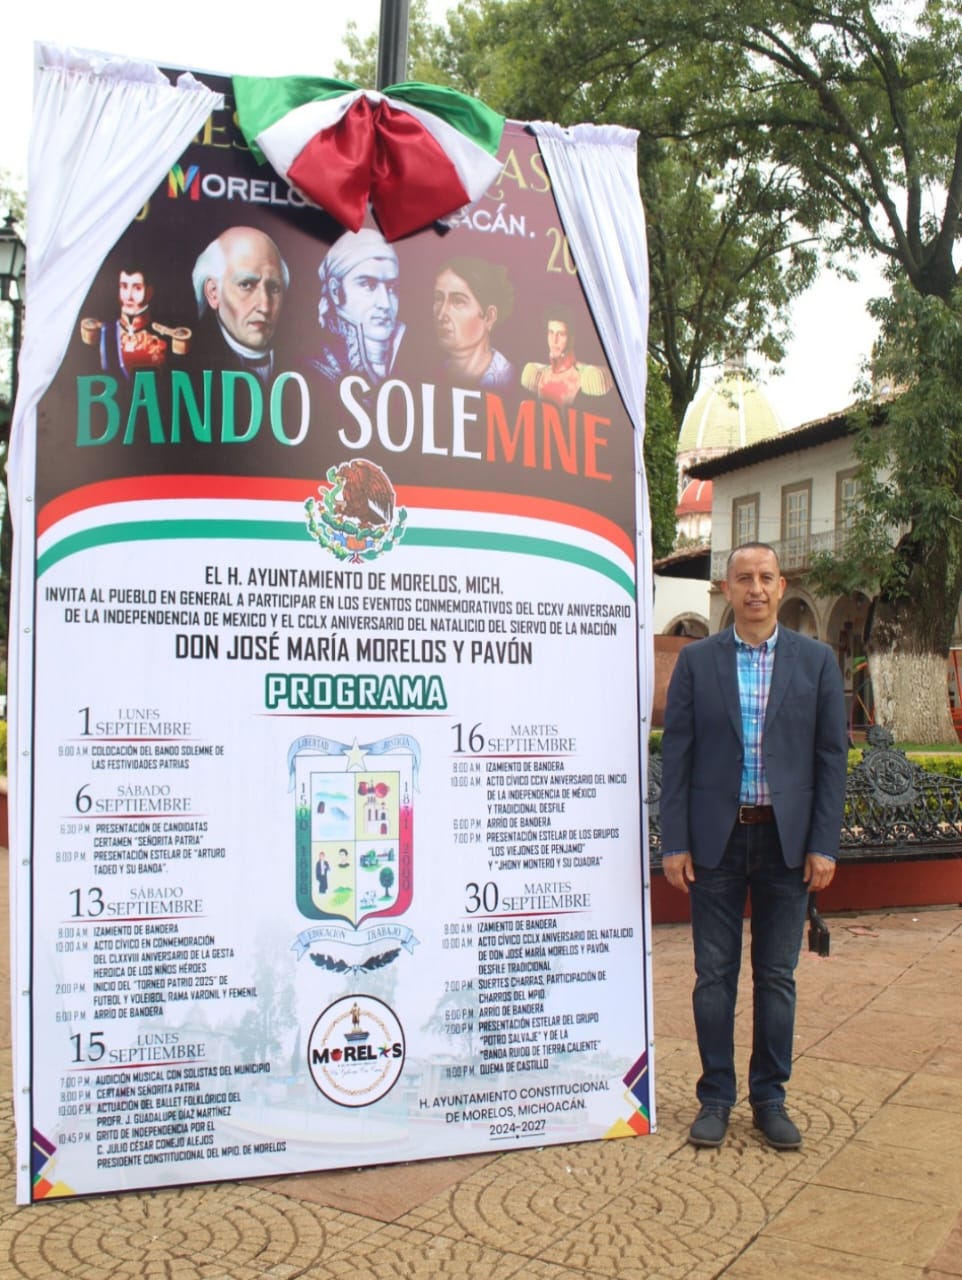 MORELOS
ACÁN.
BANDO SOLEMNE
EL H. AYUNTAMIENTO DE MORELOS, MICH.
INVITA AL PUEBLO EN GENERAL A PARTICIPAR EN LOS EVENTOS CONMEMORATIVOS DEL CCXV ANIVERSARIO
DE LA INDEPENDENCIA DE MEXICO Y EL CCLX ANIVERSARIO DEL NATALICIO DEL SIERVO DE LA NACIÓN
DON JOSÉ MARÍA MORELOS Y PAVÓN
PROGRAMA
1 LUNES
SEPTIEMBRE
9:00 A.M. COLOCACIÓN DEL BANDO SOLEMNE DE
LAS FESTIVIDADES PATRIAS
6 SÁBADO
SEPTIEMBRE
6:30 P.M. PRESENTACIÓN DE CANDIDATAS
CERTAMEN "SEÑORITA PATRIA"
8:00 P.M. PRESENTACIÓN ESTELAR DE "ARTURO
TADEO Y SU BANDA".
13 SÁBADO
SEPTIEMBRE
8:00 A.M. IZAMIENTO DE BANDERA
10:00 A.M. ACTO CÍVICO EN CONMEMORACIÓN
DEL CLXXVIII ANIVERSARIO DE LA GESTA
HEROICA DE LOS NIÑOS HÉROES
2:00 P.M. INICIO DEL "TORNEO PATRIO 2025" DE
FUTBOL Y VOLEIBOL, RAMA VARONIL Y FEMENIL
6:00 P.M. ARRÍO DE BANDERA
15 LUNES
SEPTIEMBRE
7:00 P.M. AUDICIÓN MUSICAL CON SOLISTAS DEL MUNICIPIO
8:00 P.M. CERTAMEN SEÑORITA PATRIA
10:00 P.M. ACTUACIÓN DEL BALLET FOLKLÓRICO DEL
PROFR. J. GUADALUPE DÍAZ MARTÍNEZ
10:45 P.M. GRITO DE INDEPENDENCIA POR EL
C. JULIO CÉSAR CONEJO ALEJOS
PRESIDENTE CONSTITUCIONAL DEL MPIO. DE MORELOS
LIBERTAD JUSTICIA
1500 1868
1831 2000
EDUCACION TRABAJO
MORELOS
16 MARTES
SEPTIEMBRE
8:00 A.M. IZAMIENTO DE BANDERA
10:00 A.M. ACTO CÍVICO CCXV ANIVERSARIO DEL INICIO
DE LA INDEPENDENCIA DE MÉXICO
Y TRADICIONAL DESFILE
6:00 P.M. ARRÍO DE BANDERA
7:00 P.M. PRESENTACIÓN ESTELAR DE LOS GRUPOS
"LOS VIEJONES DE PENJAMO"
Y "JHONY MONTERO Y SU CUADRA"
30 MARTES
SEPTIEMBRE
8:00 A.M. IZAMIENTO DE BANDERA
10:00 A.M. ACTO CÍVICO CCLX ANIVERSARIO DEL NATALICIO
DE DON JOSÉ MARÍA MORELOS Y PAVÓN.
DESFILE TRADICIONAL
2:00 P.M. SUERTES CHARRAS, PARTICIPACIÓN DE
CHARROS DEL MPIO.
6:00 P.M. ARRIO DE BANDERA
7:00 P.M. PRESENTACIÓN ESTELAR DEL GRUPO
"POTRO SALVAJE" Y DE LA
"BANDA RUIDO DE TIERRA CALIENTE"
11:00 P.M. QUEMA DE CASTILLO
H. AYUNTAMIENTO CONSTITUCIONAL
DE MORELOS, MICHOACÁN.
2024-2027